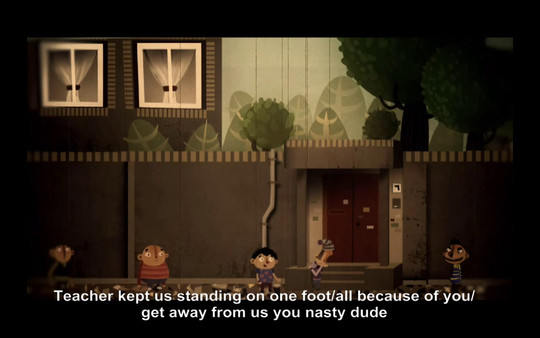 Teacher kept us standing on one foot/all because of you/
get away from us you nasty dude